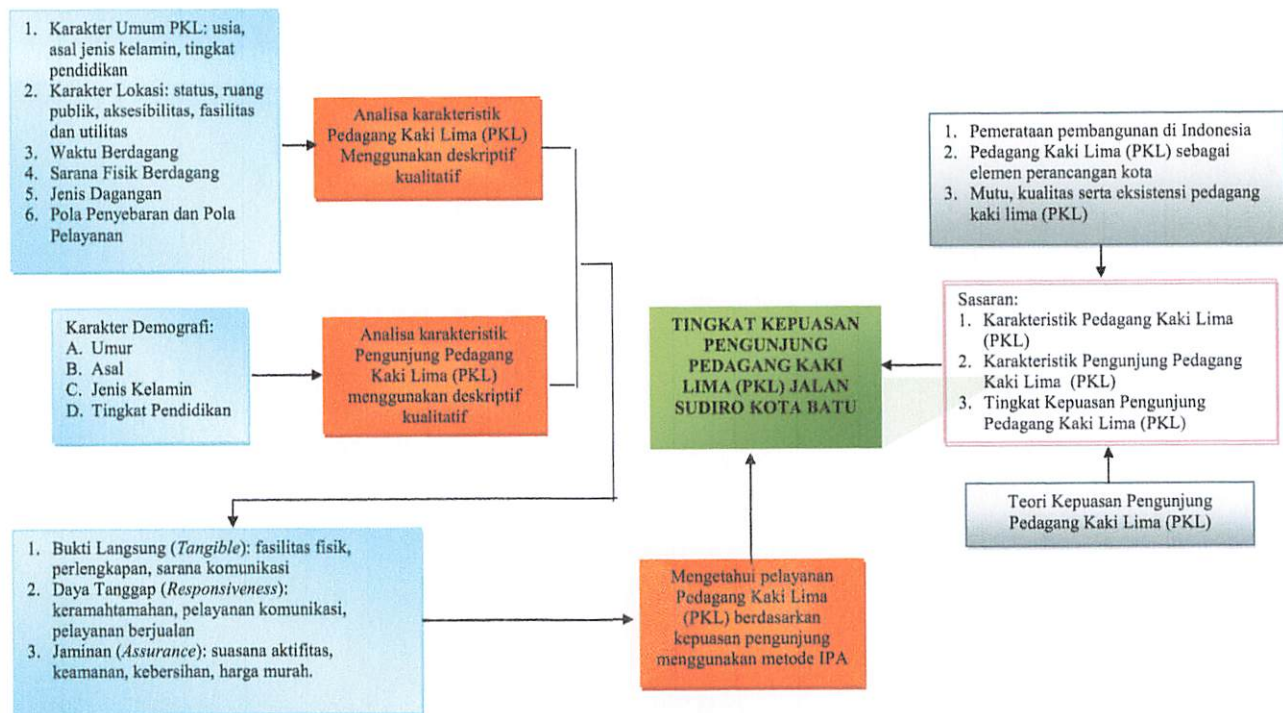 1. Karakter Umum PKL: usia,
asal jenis kelamin, tingkat
pendidikan
2. Karakter Lokasi: status, ruang
publik, aksesibilitas, fasilitas
dan utilitas
3. Waktu Berdagang
4. Sarana Fisik Berdagang
5. Jenis Dagangan
6. Pola Penyebaran dan Pola
Pelayanan
Analisa karakteristik
Pedagang Kaki Lima (PKL)
Menggunakan deskriptif
kualitatif
1. Pemerataan pembangunan di Indonesia
2. Pedagang Kaki Lima (PKL) sebagai
elemen perancangan kota
3. Mutu, kualitas serta eksistensi pedagang
kaki lima (PKL)
Karakter Demografi:
A. Umur
B. Asal
C. Jenis Kelamin
D. Tingkat Pendidikan
Analisa karakteristik
Pengunjung Pedagang
Kaki Lima (PKL)
menggunakan deskriptif
kualitatif
TINGKAT KEPUASAN
PENGUNJUNG
PEDAGANG KAKI
LIMA (PKL) JALAN
SUDIRO KOTA BATU
Sasaran:
1. Karakteristik Pedagang Kaki Lima
(PKL)
2. Karakteristik Pengunjung Pedagang
Kaki Lima (PKL)
3. Tingkat Kepuasan Pengunjung
Pedagang Kaki Lima (PKL)
Teori Kepuasan Pengunjung
Pedagang Kaki Lima (PKL)
1. Bukti Langsung (Tangible): fasilitas fisik,
perlengkapan, sarana komunikasi
2. Daya Tanggap (Responsiveness):
keramahtamahan, pelayanan komunikasi,
pelayanan berjualan
3. Jaminan (Assurance): suasana aktifitas,
keamanan, kebersihan, harga murah.
Mengetahui pelayanan
Pedagang Kaki Lima
(PKL) berdasarkan
kepuasan pengunjung
menggunakan metode IPA